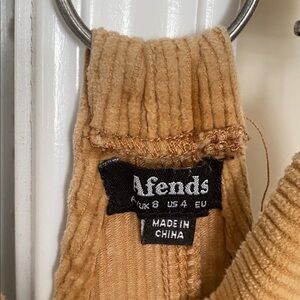 Afends
UK 8 US 4 EU
MADE IN
CHINA